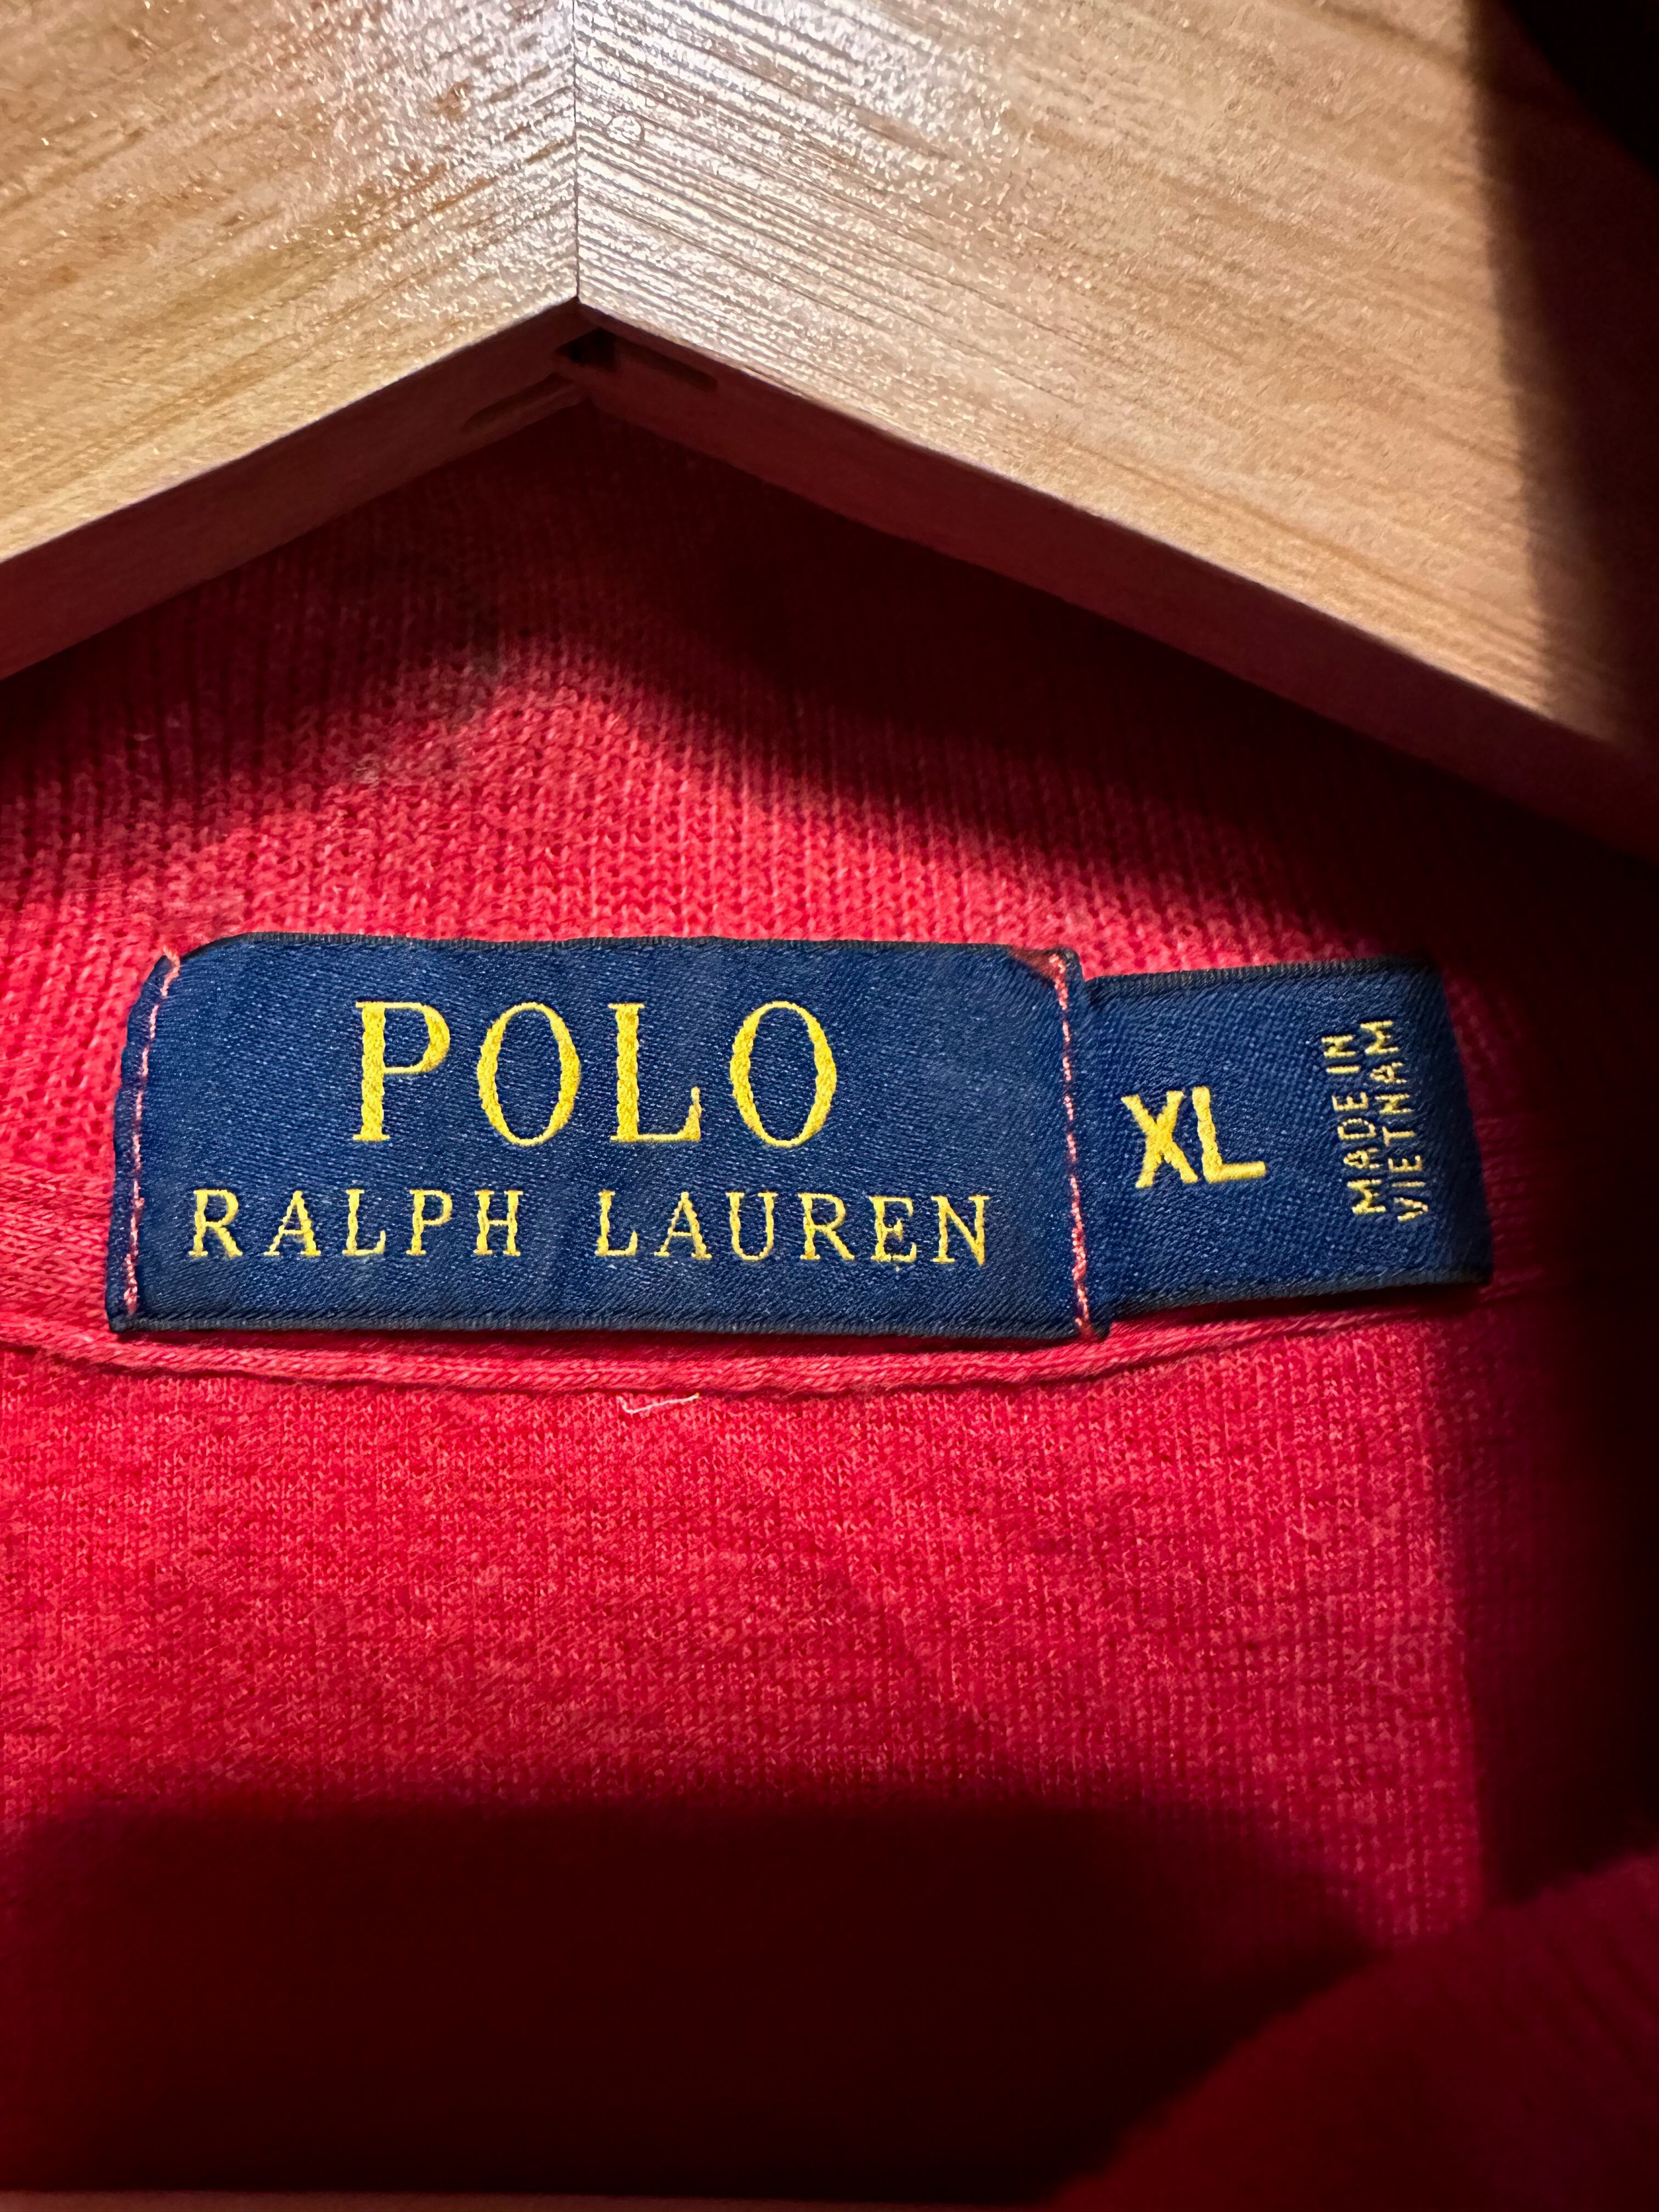 POLO
RALPH LAUREN
XL
MADE IN
VIETNAM